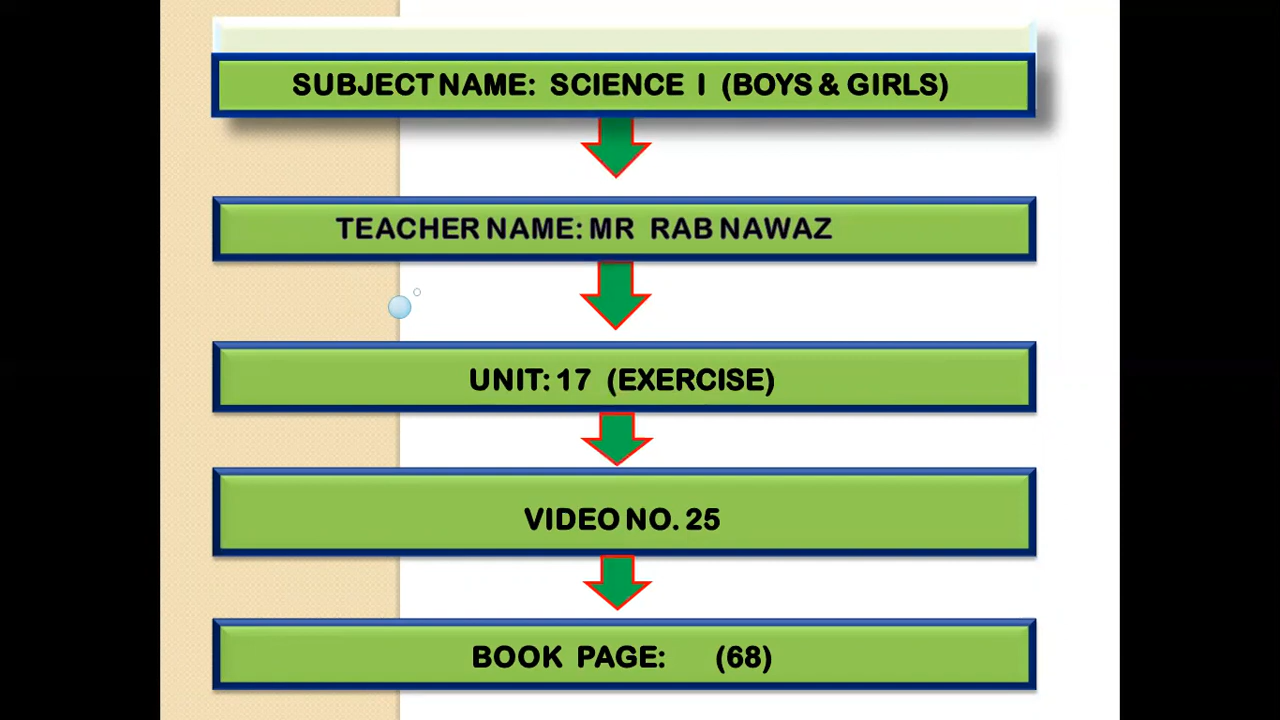 SUBJECT NAME: SCIENCE I (BOYS & GIRLS)
TEACHER NAME: MR RAB NAWAZ
UNIT: 17 (EXERCISE)
VIDEO NO. 25
BOOK PAGE: (68)